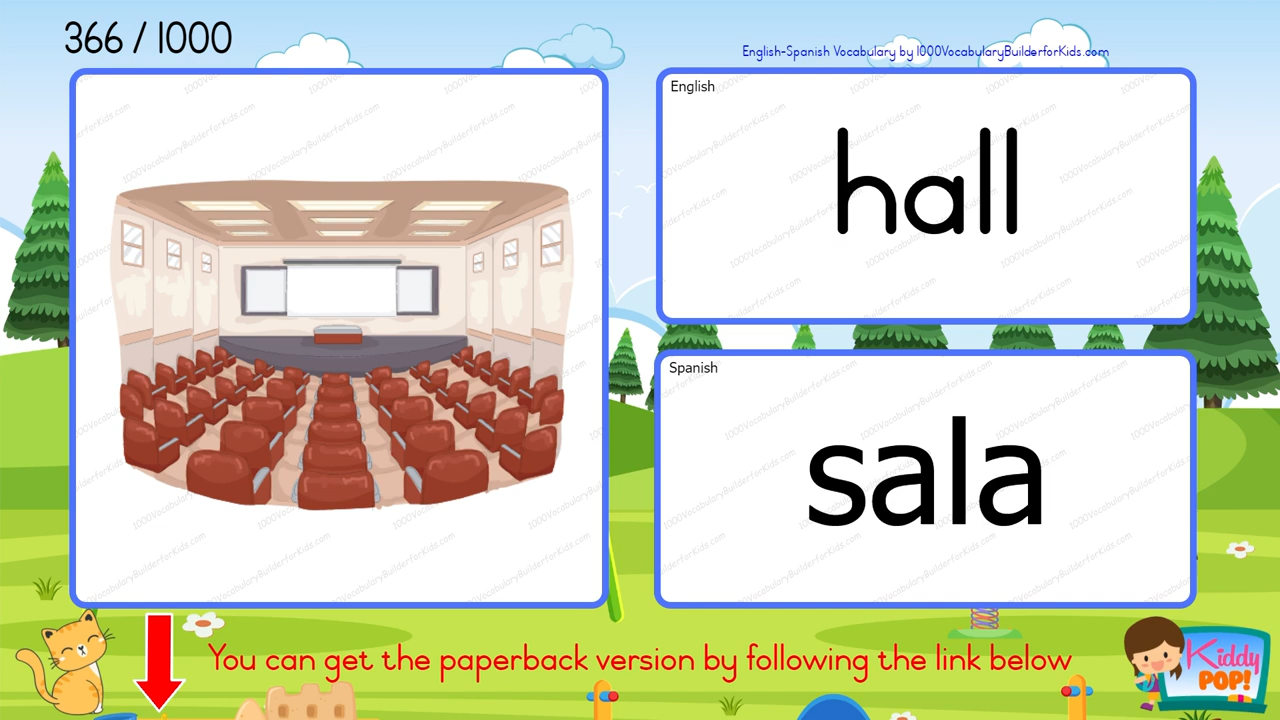 366 / 1000
English-Spanish Vocabulary by 1000VocabularyBuilderforKids.com
English
hall
Spanish
sala
You can get the paperback version by following the link below
Kiddy
POP!